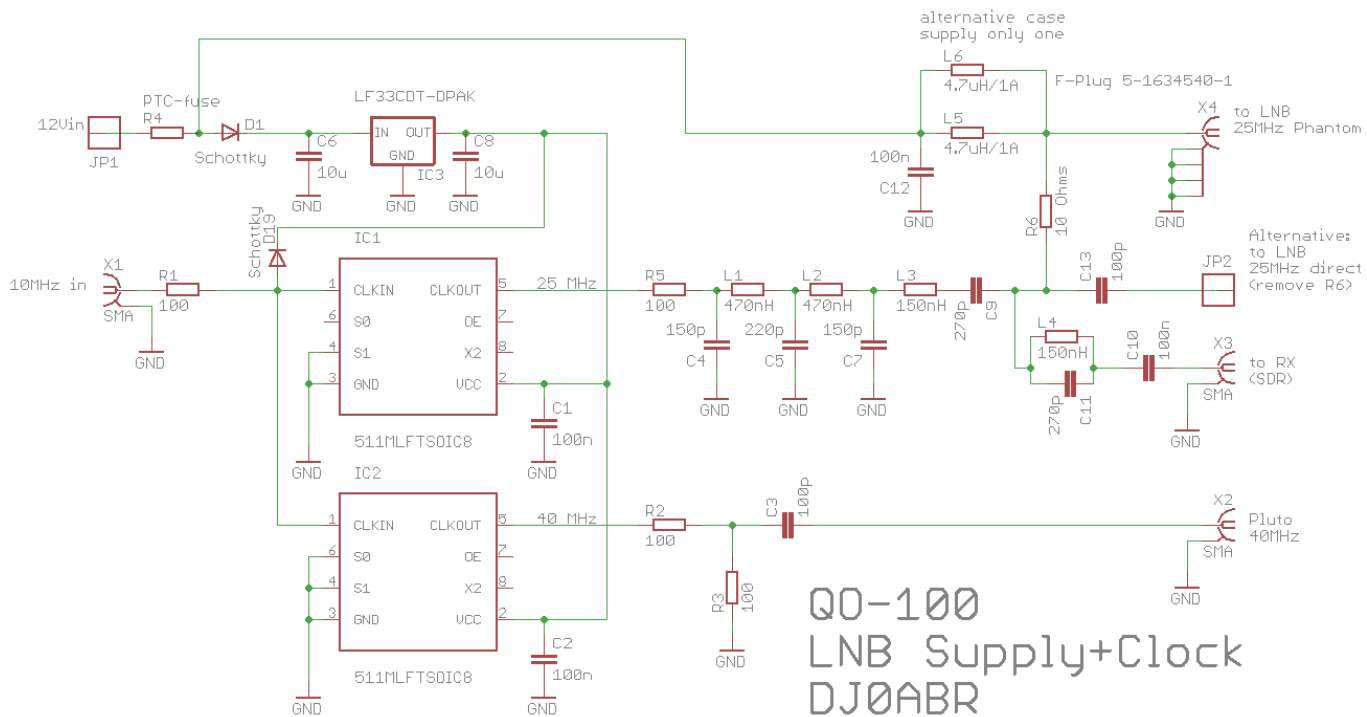 alternative case
supply only one
L6
4.7uH/1A
F-Plug 5-1634540-1
X4
to LNB
25MHz Phantom
L5
4.7uH/1A
100n
C12
GND
GND
12Vin
JP1
PTC-fuse
R4
D1
Schottky
LF33CDT-DPAK
IN OUT
GND
IC3
C6
10u
C8
10u
GND
GND
GND
R6
10 Ohms
Schottky
D19
10MHz in
X1
SMA
GND
R1
100
IC1
1 CLKIN CLKOUT 5
6 S0 OE 7
4 S1 X2 8
3 GND VCC 2
511MLFTSOIC8
GND
25 MHz
C1
100n
GND
R5
100
L1
470nH
L2
470nH
L3
150nH
150p
C4
220p
C5
150p
C7
GND
GND
GND
270p
C9
C13
100p
JP2
Alternative:
to LNB
25MHz direct
(remove R6)
L4
150nH
270p
C11
C10
100n
X3
to RX
(SDR)
SMA
GND
IC2
1 CLKIN CLKOUT 5
6 S0 OE 7
4 S1 X2 8
3 GND VCC 2
511MLFTSOIC8
GND
40 MHz
C2
100n
GND
R2
100
R3
100
GND
C3
100p
X2
Pluto
40MHz
SMA
GND
QO-100
LNB Supply+Clock
DJ0ABR